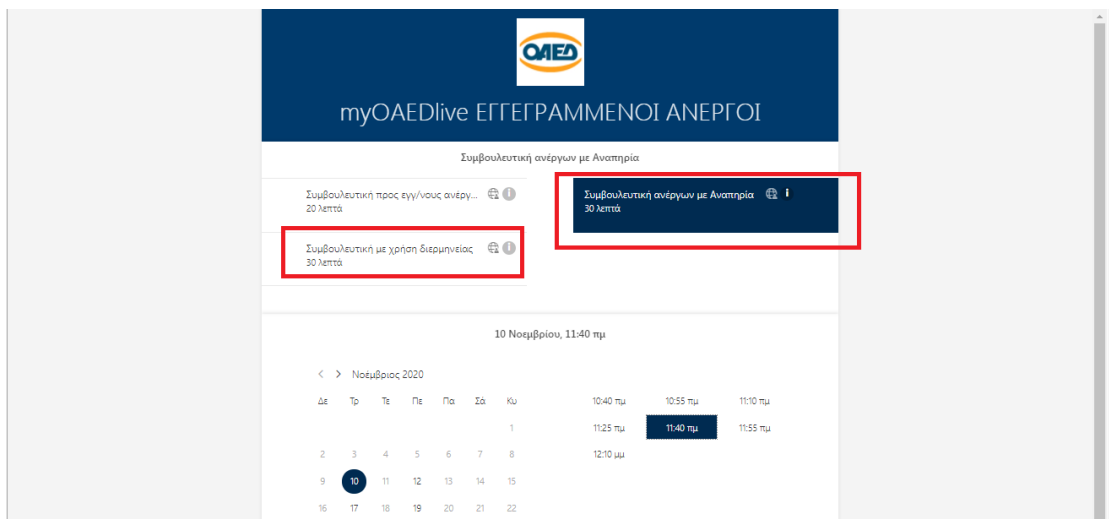 ΟΑΕD
myOAEDlive ΕΓΓΕΓΡΑΜΜΕΝΟΙ ΑΝΕΡΓΟΙ
Συμβουλευτική ανέργων με Αναπηρία
Συμβουλευτική προς εγγ/νους ανέργ...
20 λεπτά
Συμβουλευτική ανέργων με Αναπηρία
30 λεπτά
Συμβουλευτική με χρήση διερμηνείας
30 λεπτά
10 Νοεμβρίου, 11:40 πμ
Νοέμβριος 2020
Δε Τρ Τε Πε Πα Σά Κυ
1
2 3 4 5 6 7 8
9 10 11 12 13 14 15
16 17 18 19 20 21 22
10:40 πμ 10:55 πμ 11:10 πμ
11:25 πμ 11:40 πμ 11:55 πμ
12:10 μμ